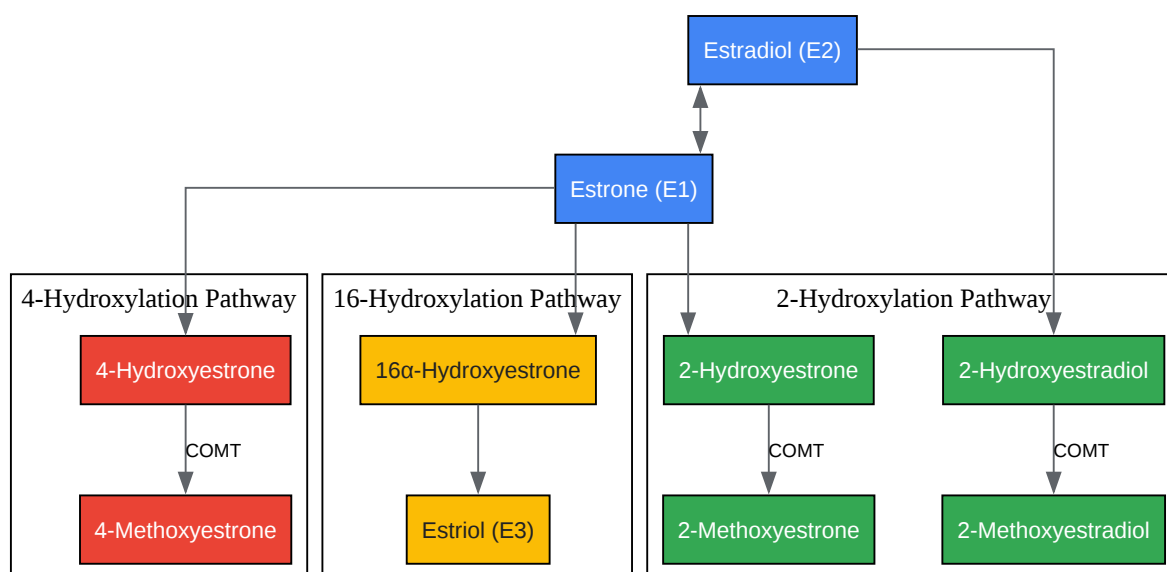 Estradiol (E2)
Estrone (E1)
4-Hydroxylation Pathway
16-Hydroxylation Pathway
2-Hydroxylation Pathway
4-Hydroxyestrone
16α-Hydroxyestrone
2-Hydroxyestrone
2-Hydroxyestradiol
COMT
COMT
COMT
4-Methoxyestrone
Estriol (E3)
2-Methoxyestrone
2-Methoxyestradiol